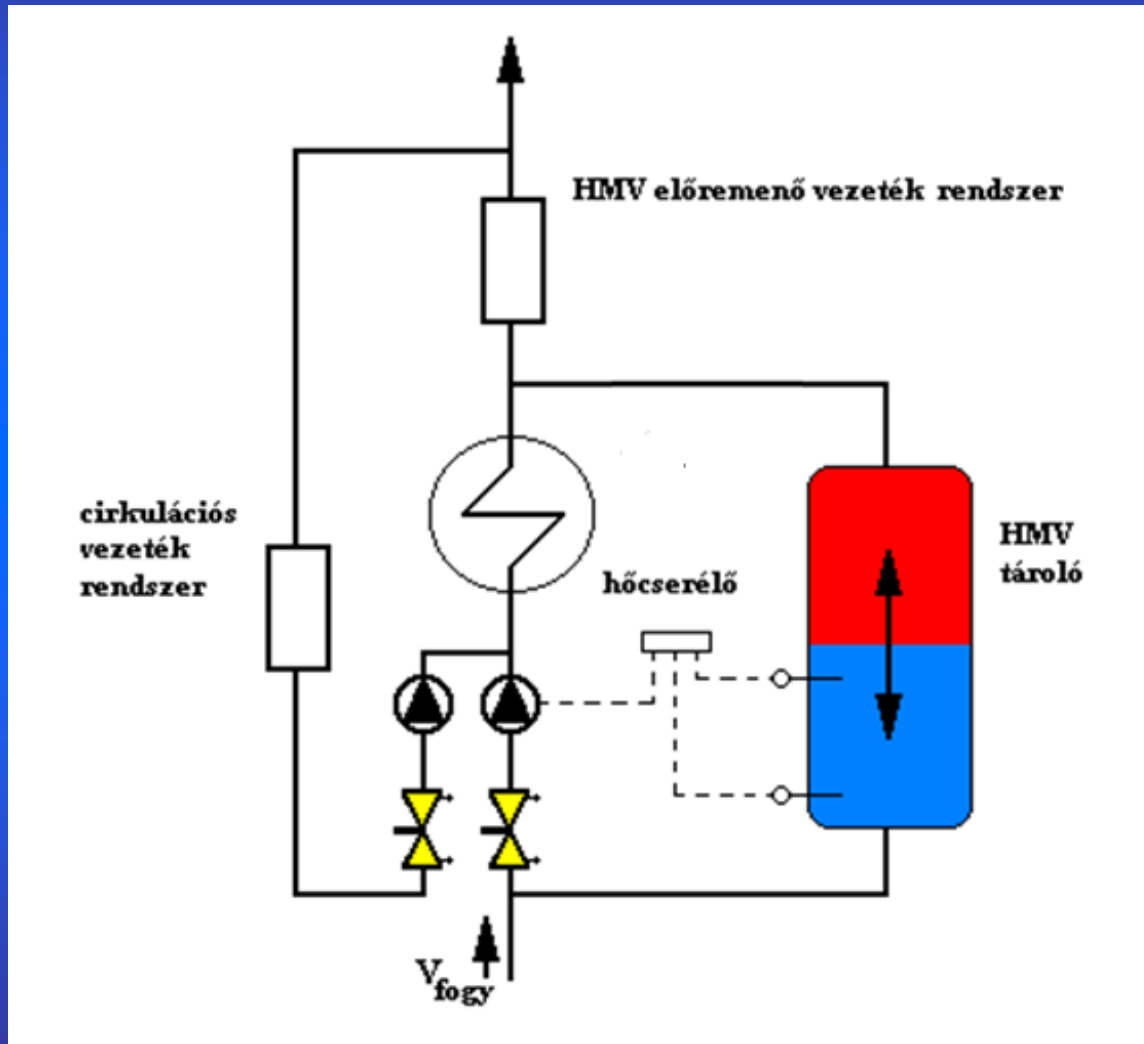 HMV előremenő vezeték rendszer
cirkulációs
vezeték
rendszer
hőcserélő
HMV
tároló
Vfogy